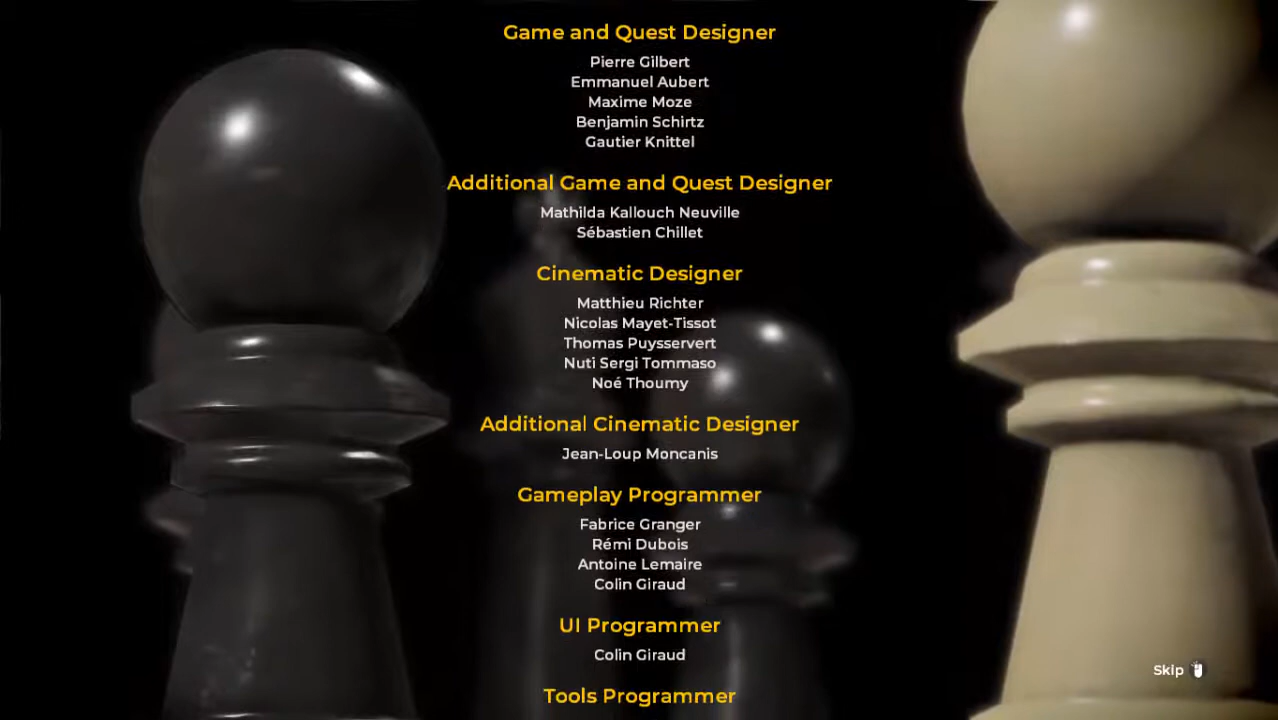 Game and Quest Designer
Pierre Gilbert
Emmanuel Aubert
Maxime Moze
Benjamin Schirtz
Gautier Knittel
Additional Game and Quest Designer
Mathilda Kallouch Neuville
Sébastien Chillet
Cinematic Designer
Matthieu Richter
Nicolas Mayet-Tissot
Thomas Puysservert
Nuti Sergi Tommaso
Noé Thoumy
Additional Cinematic Designer
Jean-Loup Moncanis
Gameplay Programmer
Fabrice Granger
Rémi Dubois
Antoine Lemaire
Colin Giraud
UI Programmer
Colin Giraud
Skip
Tools Programmer